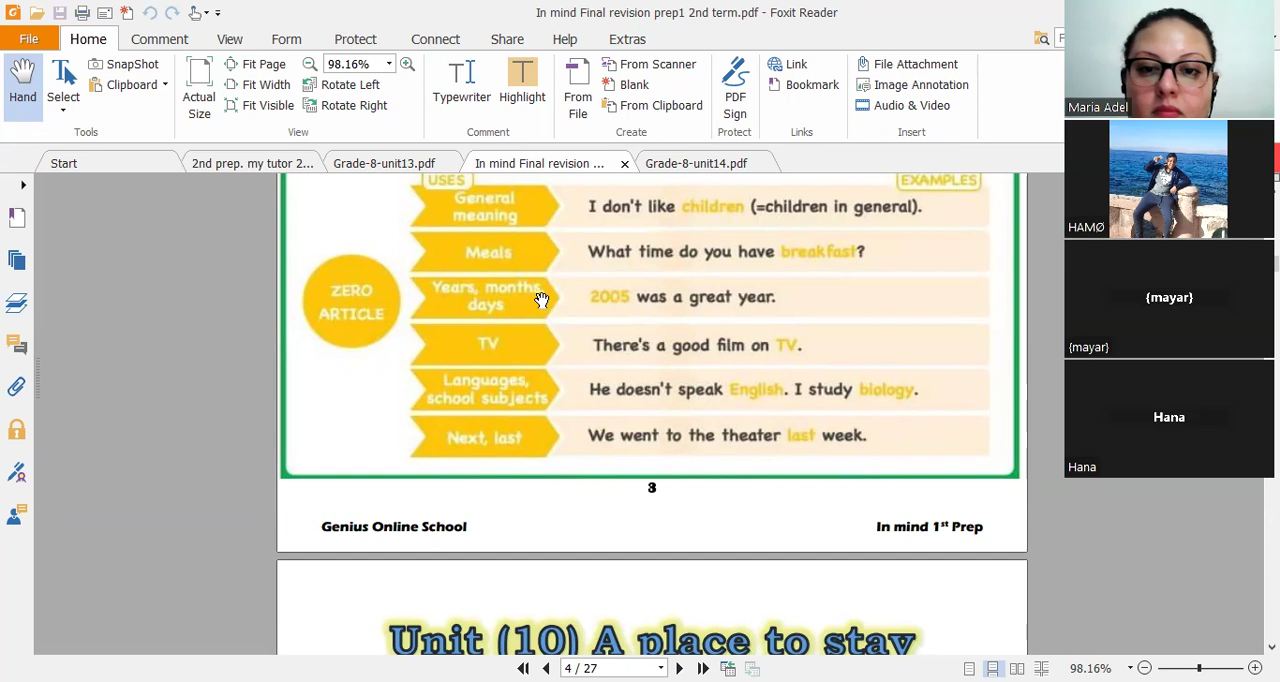 In mind Final revision prep1 2nd term.pdf - Foxit Reader
File Home Comment View Form Protect Connect Share Help Extras
Hand
Select
SnapShot
Clipboard
Tools
Actual
Size
Fit Page
Fit Width
Fit Visible
98.16%
Rotate Left
Rotate Right
View
Typewriter
Highlight
Comment
From
File
From Scanner
Blank
From Clipboard
Create
PDF
Sign
Protect
Link
Bookmark
Links
File Attachment
Image Annotation
Audio & Video
Insert
Start
2nd prep. my tutor 2...
Grade-8-unit13.pdf
In mind Final revision ...
Grade-8-unit14.pdf
USES
EXAMPLES
ZERO
ARTICLE
General
meaning
I don't like children (=children in general).
Meals
What time do you have breakfast?
Years, months
days
2005 was a great year.
TV
There's a good film on TV.
Languages,
school subjects
He doesn't speak English. I study biology.
Next, last
We went to the theater last week.
3
Genius Online School
In mind 1st Prep
Unit (10) A place to stay
4 / 27
98.16%
Maria Adel
HAMØ
{mayar}
{mayar}
Hana
Hana